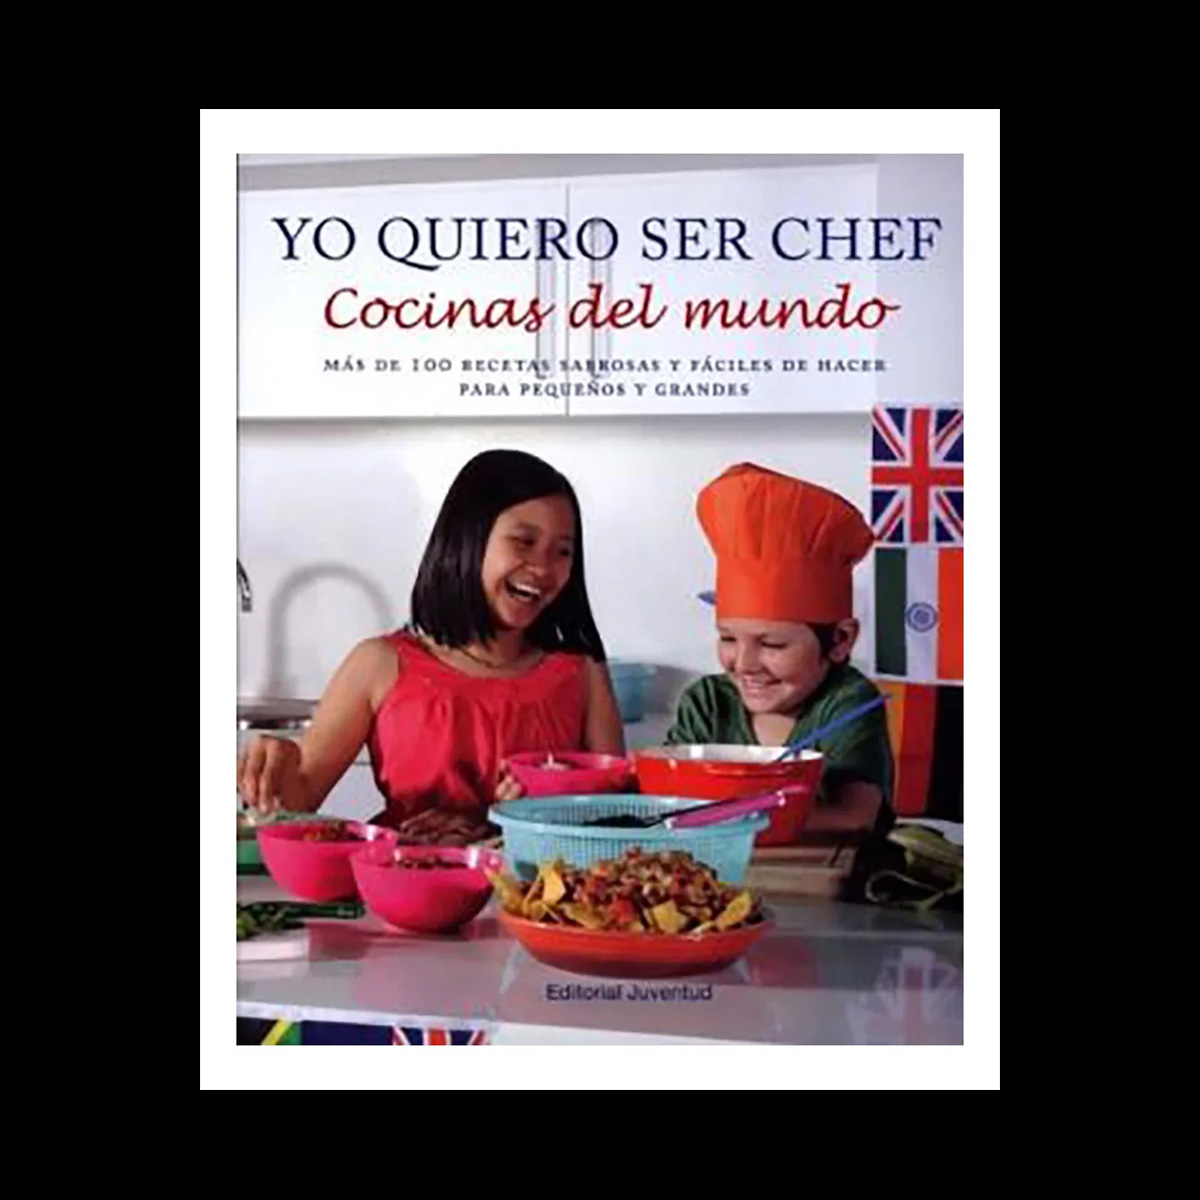 YO QUIERO SER CHEF
Cocinas del mundo
MÁS DE 100 RECETAS SABROSAS Y FÁCILES DE HACER
PARA PEQUEÑOS Y GRANDES
Editorial Juventud